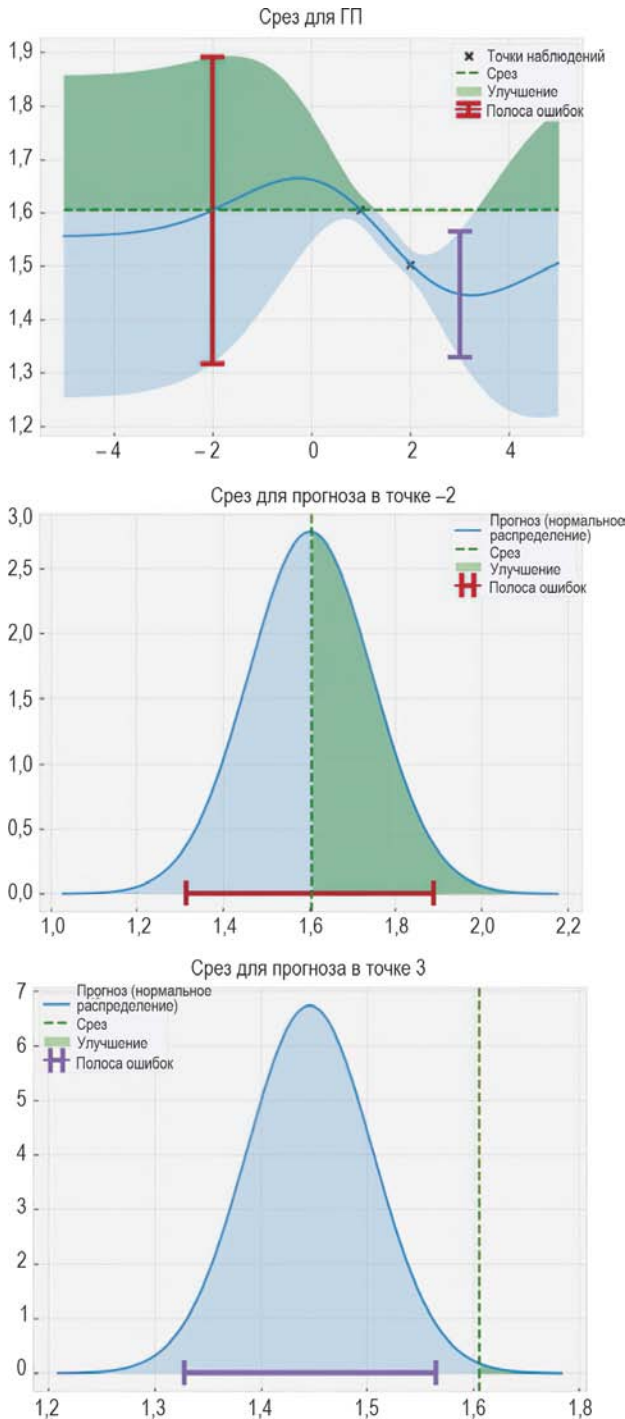 Срез для ГП
1,9
1,8
1,7
1,6
1,5
1,4
1,3
1,2
Точки наблюдений
Срез
Улучшение
Полоса ошибок
– 4
– 2
0
2
4
Срез для прогноза в точке –2
3,0
2,5
2,0
1,5
1,0
0,5
0,0
Прогноз (нормальное
распределение)
Срез
Улучшение
Полоса ошибок
1,0
1,2
1,4
1,6
1,8
2,0
2,2
Срез для прогноза в точке 3
7
6
5
4
3
2
1
0
Прогноз (нормальное
распределение)
Срез
Улучшение
Полоса ошибок
1,2
1,3
1,4
1,5
1,6
1,8